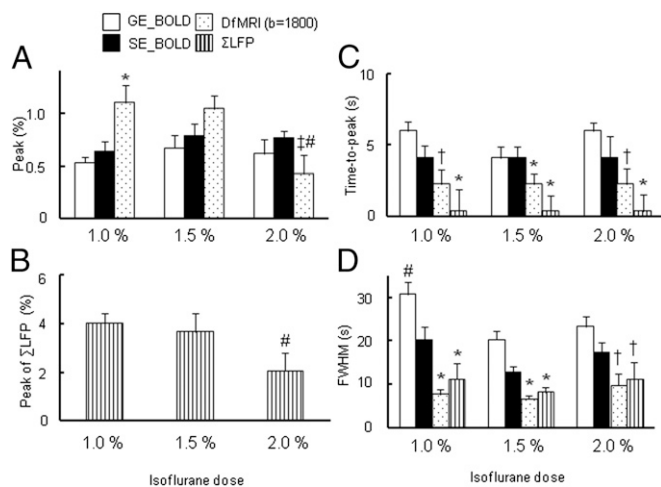 GE_BOLD DfMRI (b=1800)
SE_BOLD ΣLFP
A
Peak (%)
1.0
0.5
0
*
‡#
1.0 % 1.5 % 2.0 %
B
Peak of ΣLFP (%)
6
4
2
0
#
1.0 % 1.5 % 2.0 %
Isoflurane dose
C
Time-to-peak (s)
10
6
0
† * * * † *
1.0 % 1.5 % 2.0 %
D
FWHM (s)
30
20
10
0
#
* * * * † †
1.0 % 1.5 % 2.0 %
Isoflurane dose